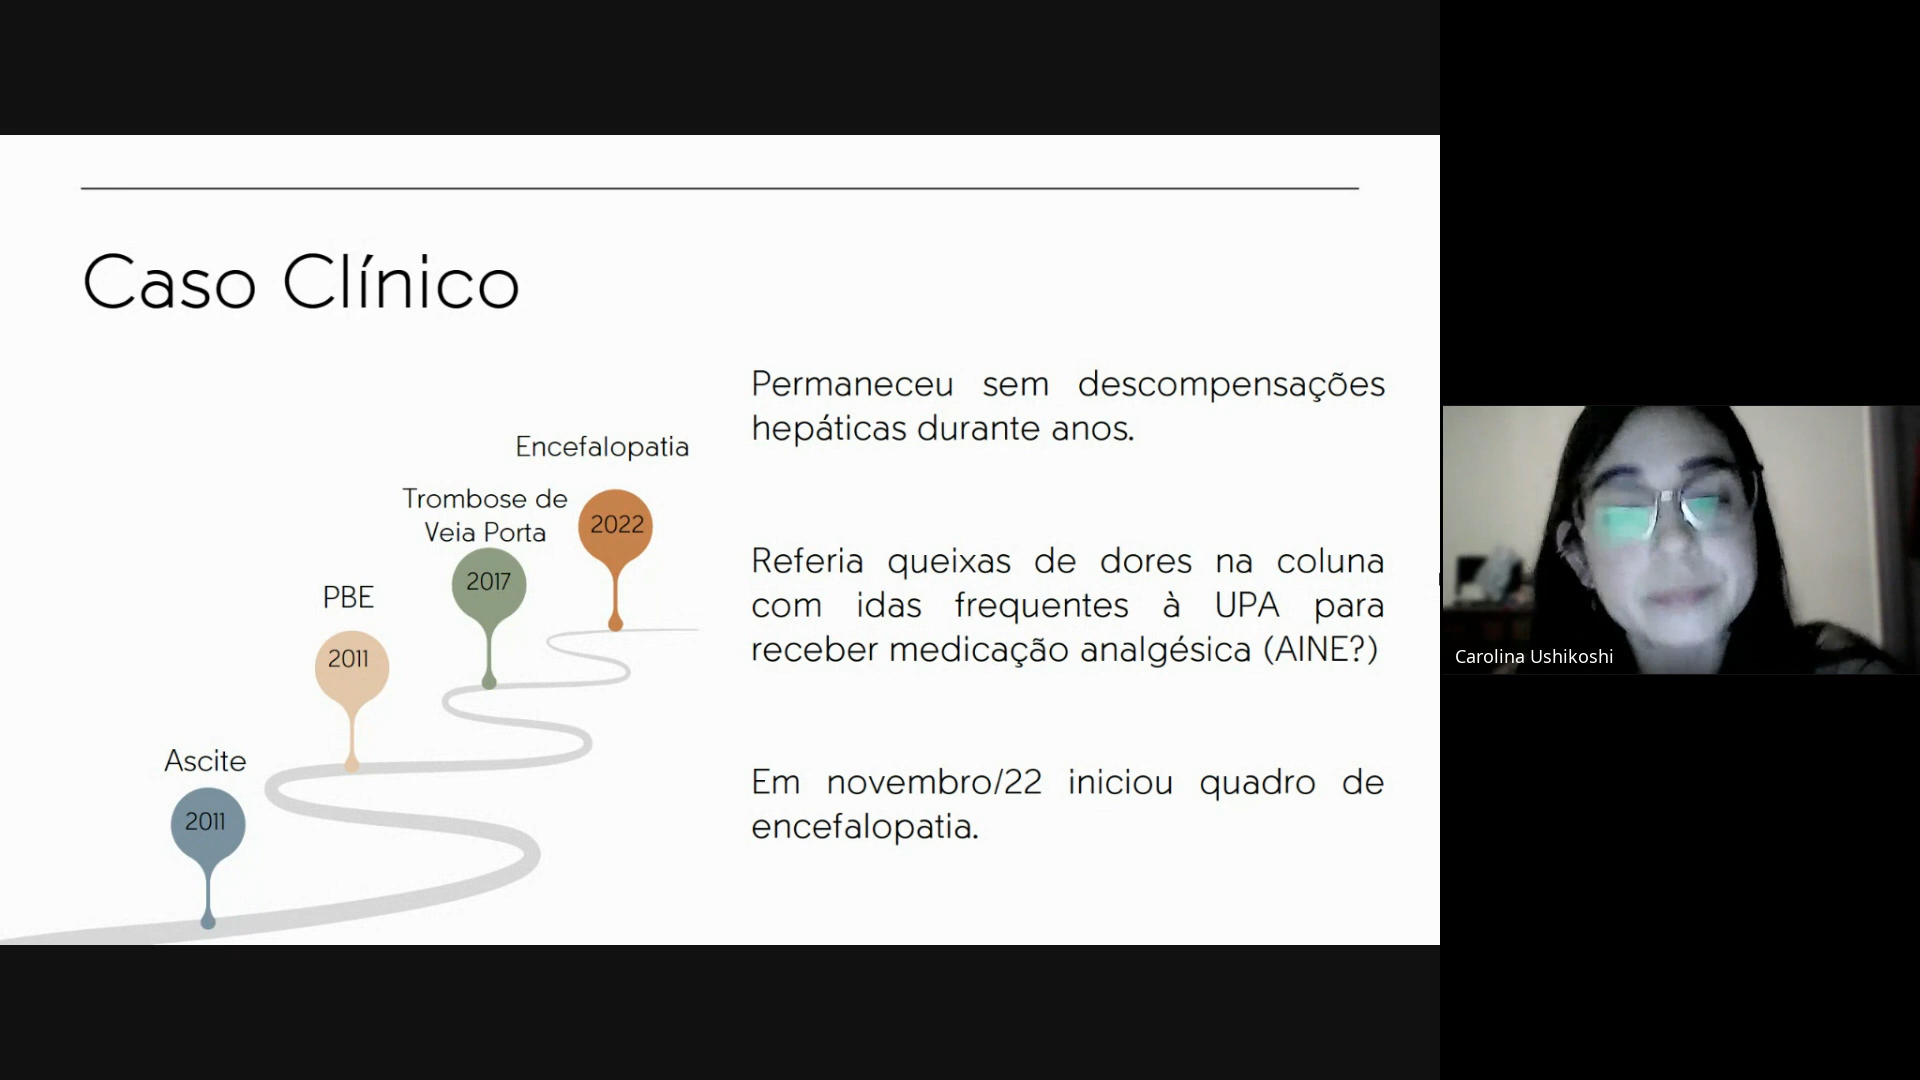 Caso Clínico
Encefalopatia
2022
Trombose de
Veia Porta
2017
PBE
2011
Ascite
2011
Permaneceu sem descompensações
hepáticas durante anos.
Referia queixas de dores na coluna
com idas frequentes à UPA para
receber medicação analgésica (AINE?)
Em novembro/22 iniciou quadro de
encefalopatia.
Carolina Ushikoshi